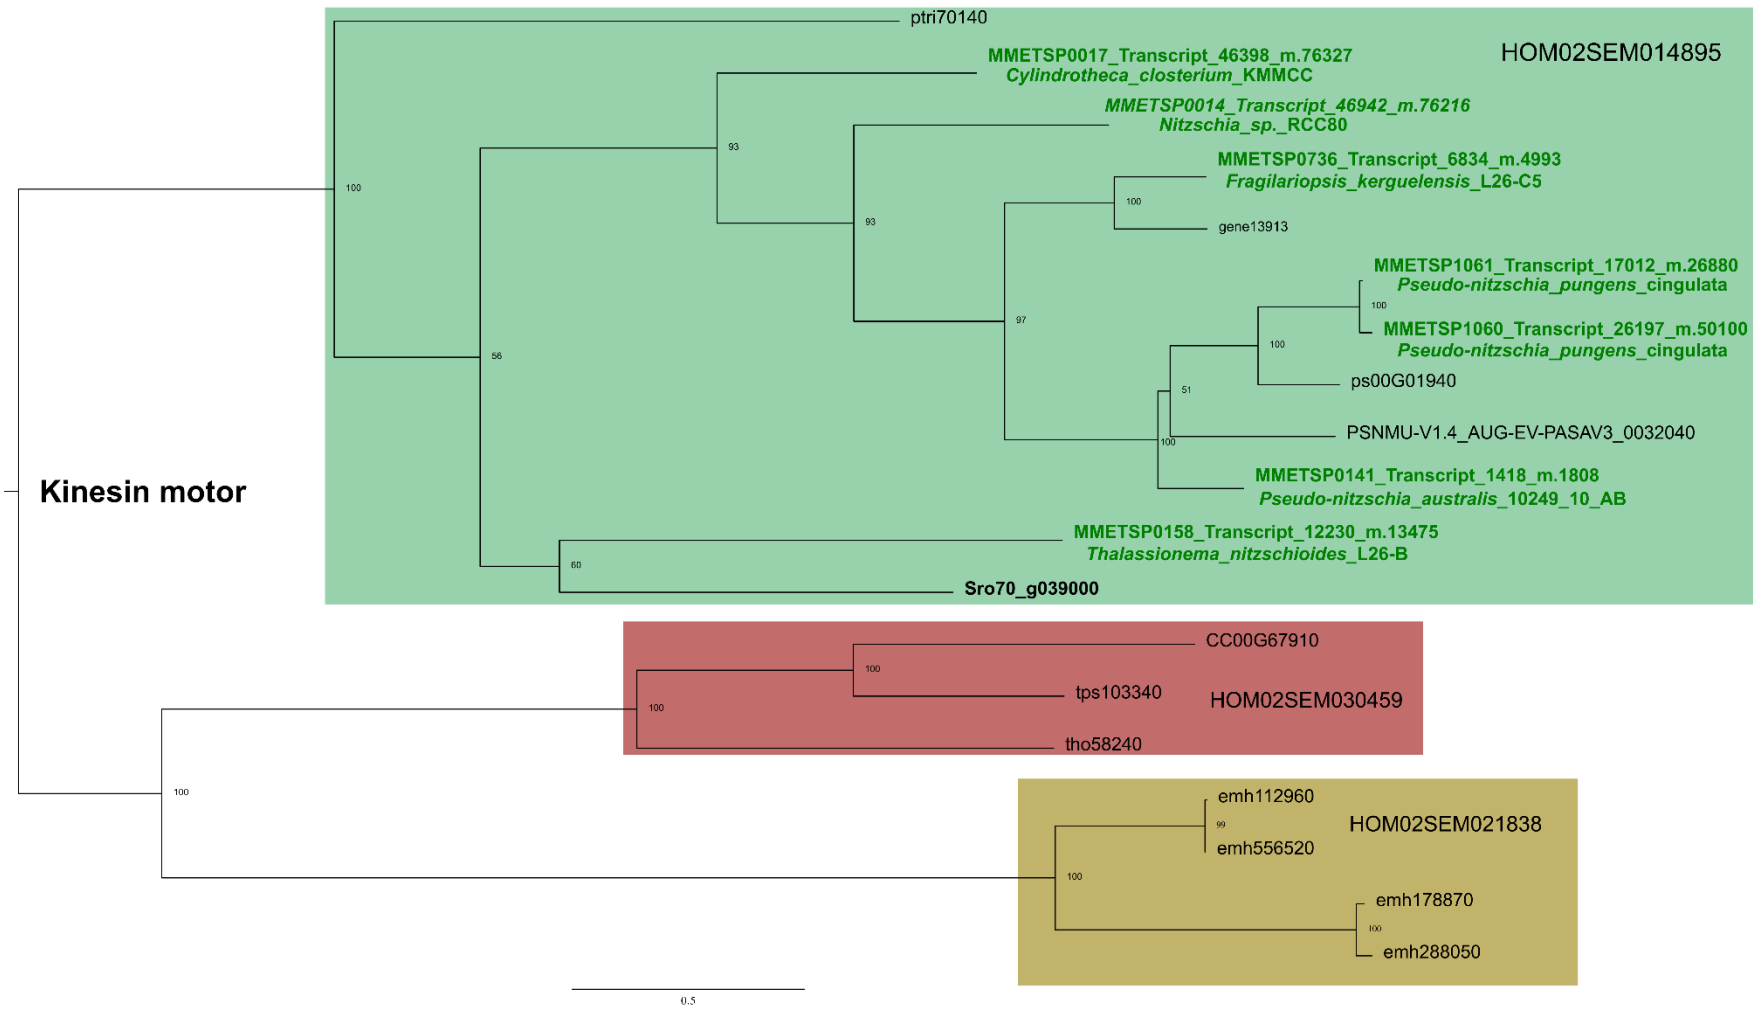 ptri70140
HOM02SEM014895
MMETSP0017_Transcript_46398_m.76327
Cylindrotheca_closterium_KMMCC
MMETSP0014_Transcript_46942_m.76216
Nitzschia_sp._RCC80
93
MMETSP0736_Transcript_6834_m.4993
Fragilariopsis_kerguelensis_L26-C5
100
100
93
gene13913
MMETSP1061_Transcript_17012_m.26880
Pseudo-nitzschia_pungens_cingulata
100
97
MMETSP1060_Transcript_26197_m.50100
100
Pseudo-nitzschia_pungens_cingulata
56
ps00G01940
51
PSNMU-V1.4_AUG-EV-PASAV3_0032040
100
MMETSP0141_Transcript_1418_m.1808
Kinesin motor
Pseudo-nitzschia_australis_10249_10_AB
MMETSP0158_Transcript_12230_m.13475
Thalassionema_nitzschioides_L26-B
60
Sro70_g039000
CC00G67910
100
tps103340
HOM02SEM030459
100
tho58240
100
emh112960
99
HOM02SEM021838
emh556520
100
emh178870
100
emh288050
0.5